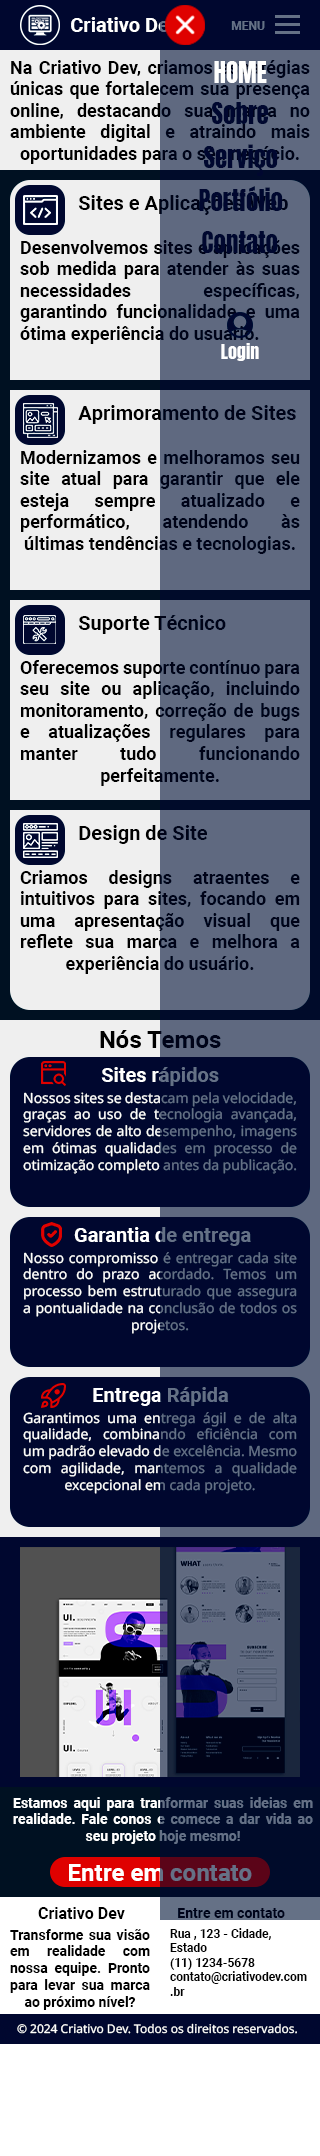 Criativo De
MENU
Na Criativo Dev, criamos estratégias
únicas que fortalecem sua presença
online, destacando sua marca no
ambiente digital e atraindo mais
oportunidades para o seu negócio.
HOME
Sobre
Serviço
Portfólio
Contato
Login
Sites e Aplicações Web
Desenvolvemos sites e aplicações
sob medida para atender às suas
necessidades específicas,
garantindo funcionalidade e uma
ótima experiência do usuário.
Aprimoramento de Sites
Modernizamos e melhoramos seu
site atual para garantir que ele
esteja sempre atualizado e
performático, atendendo às
últimas tendências e tecnologias.
Suporte Técnico
Oferecemos suporte contínuo para
seu site ou aplicação, incluindo
monitoramento, correção de bugs
e atualizações regulares para
manter tudo funcionando
perfeitamente.
Design de Site
Criamos designs atraentes e
intuitivos para sites, focando em
uma apresentação visual que
reflete sua marca e melhora a
experiência do usuário.
Nós Temos
Sites rápidos
Nossos sites se destacam pela velocidade,
graças ao uso de tecnologia avançada,
servidores de alto desempenho, imagens
em ótimas qualidades em processo de
otimização completo antes da publicação.
Garantia de entrega
Nosso compromisso é entregar cada site
dentro do prazo acordado. Temos um
processo bem estruturado que assegura
a pontualidade na conclusão de todos os
projetos.
Entrega Rápida
Garantimos uma entrega ágil e de alta
qualidade, combinando eficiência com
um padrão elevado de excelência. Mesmo
com agilidade, mantemos a qualidade
excepcional em cada projeto.
WHAT
UI.
SUBSCRIBE
UI
UI.
Estamos aqui para tranformar suas ideias em
realidade. Fale conos e comece a dar vida ao
seu projeto hoje mesmo!
Entre em contato
Criativo Dev
Transforme sua visão
em realidade com
nossa equipe. Pronto
para levar sua marca
ao próximo nível?
Entre em contato
Rua , 123 - Cidade,
Estado
(11) 1234-5678
contato@criativodev.com
.br
© 2024 Criativo Dev. Todos os direitos reservados.